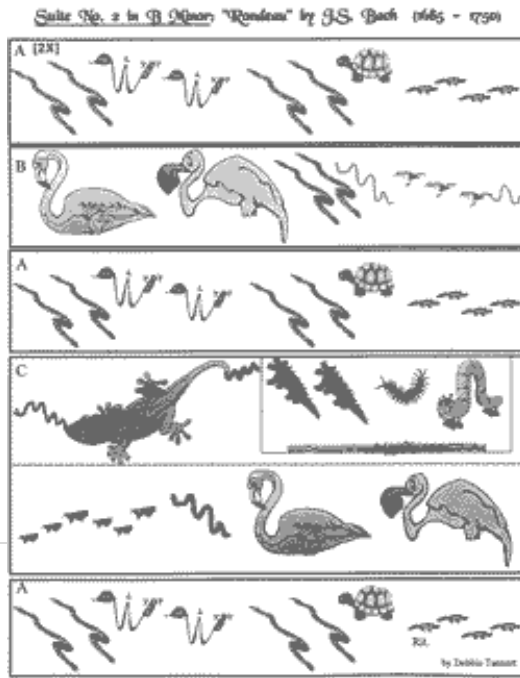 Suite No. 2 in B Minor: "Rondeau" by J.S. Bach (1685 - 1750)
A [2X]
B
A
C
A
Rit.
by Debbie Tannert